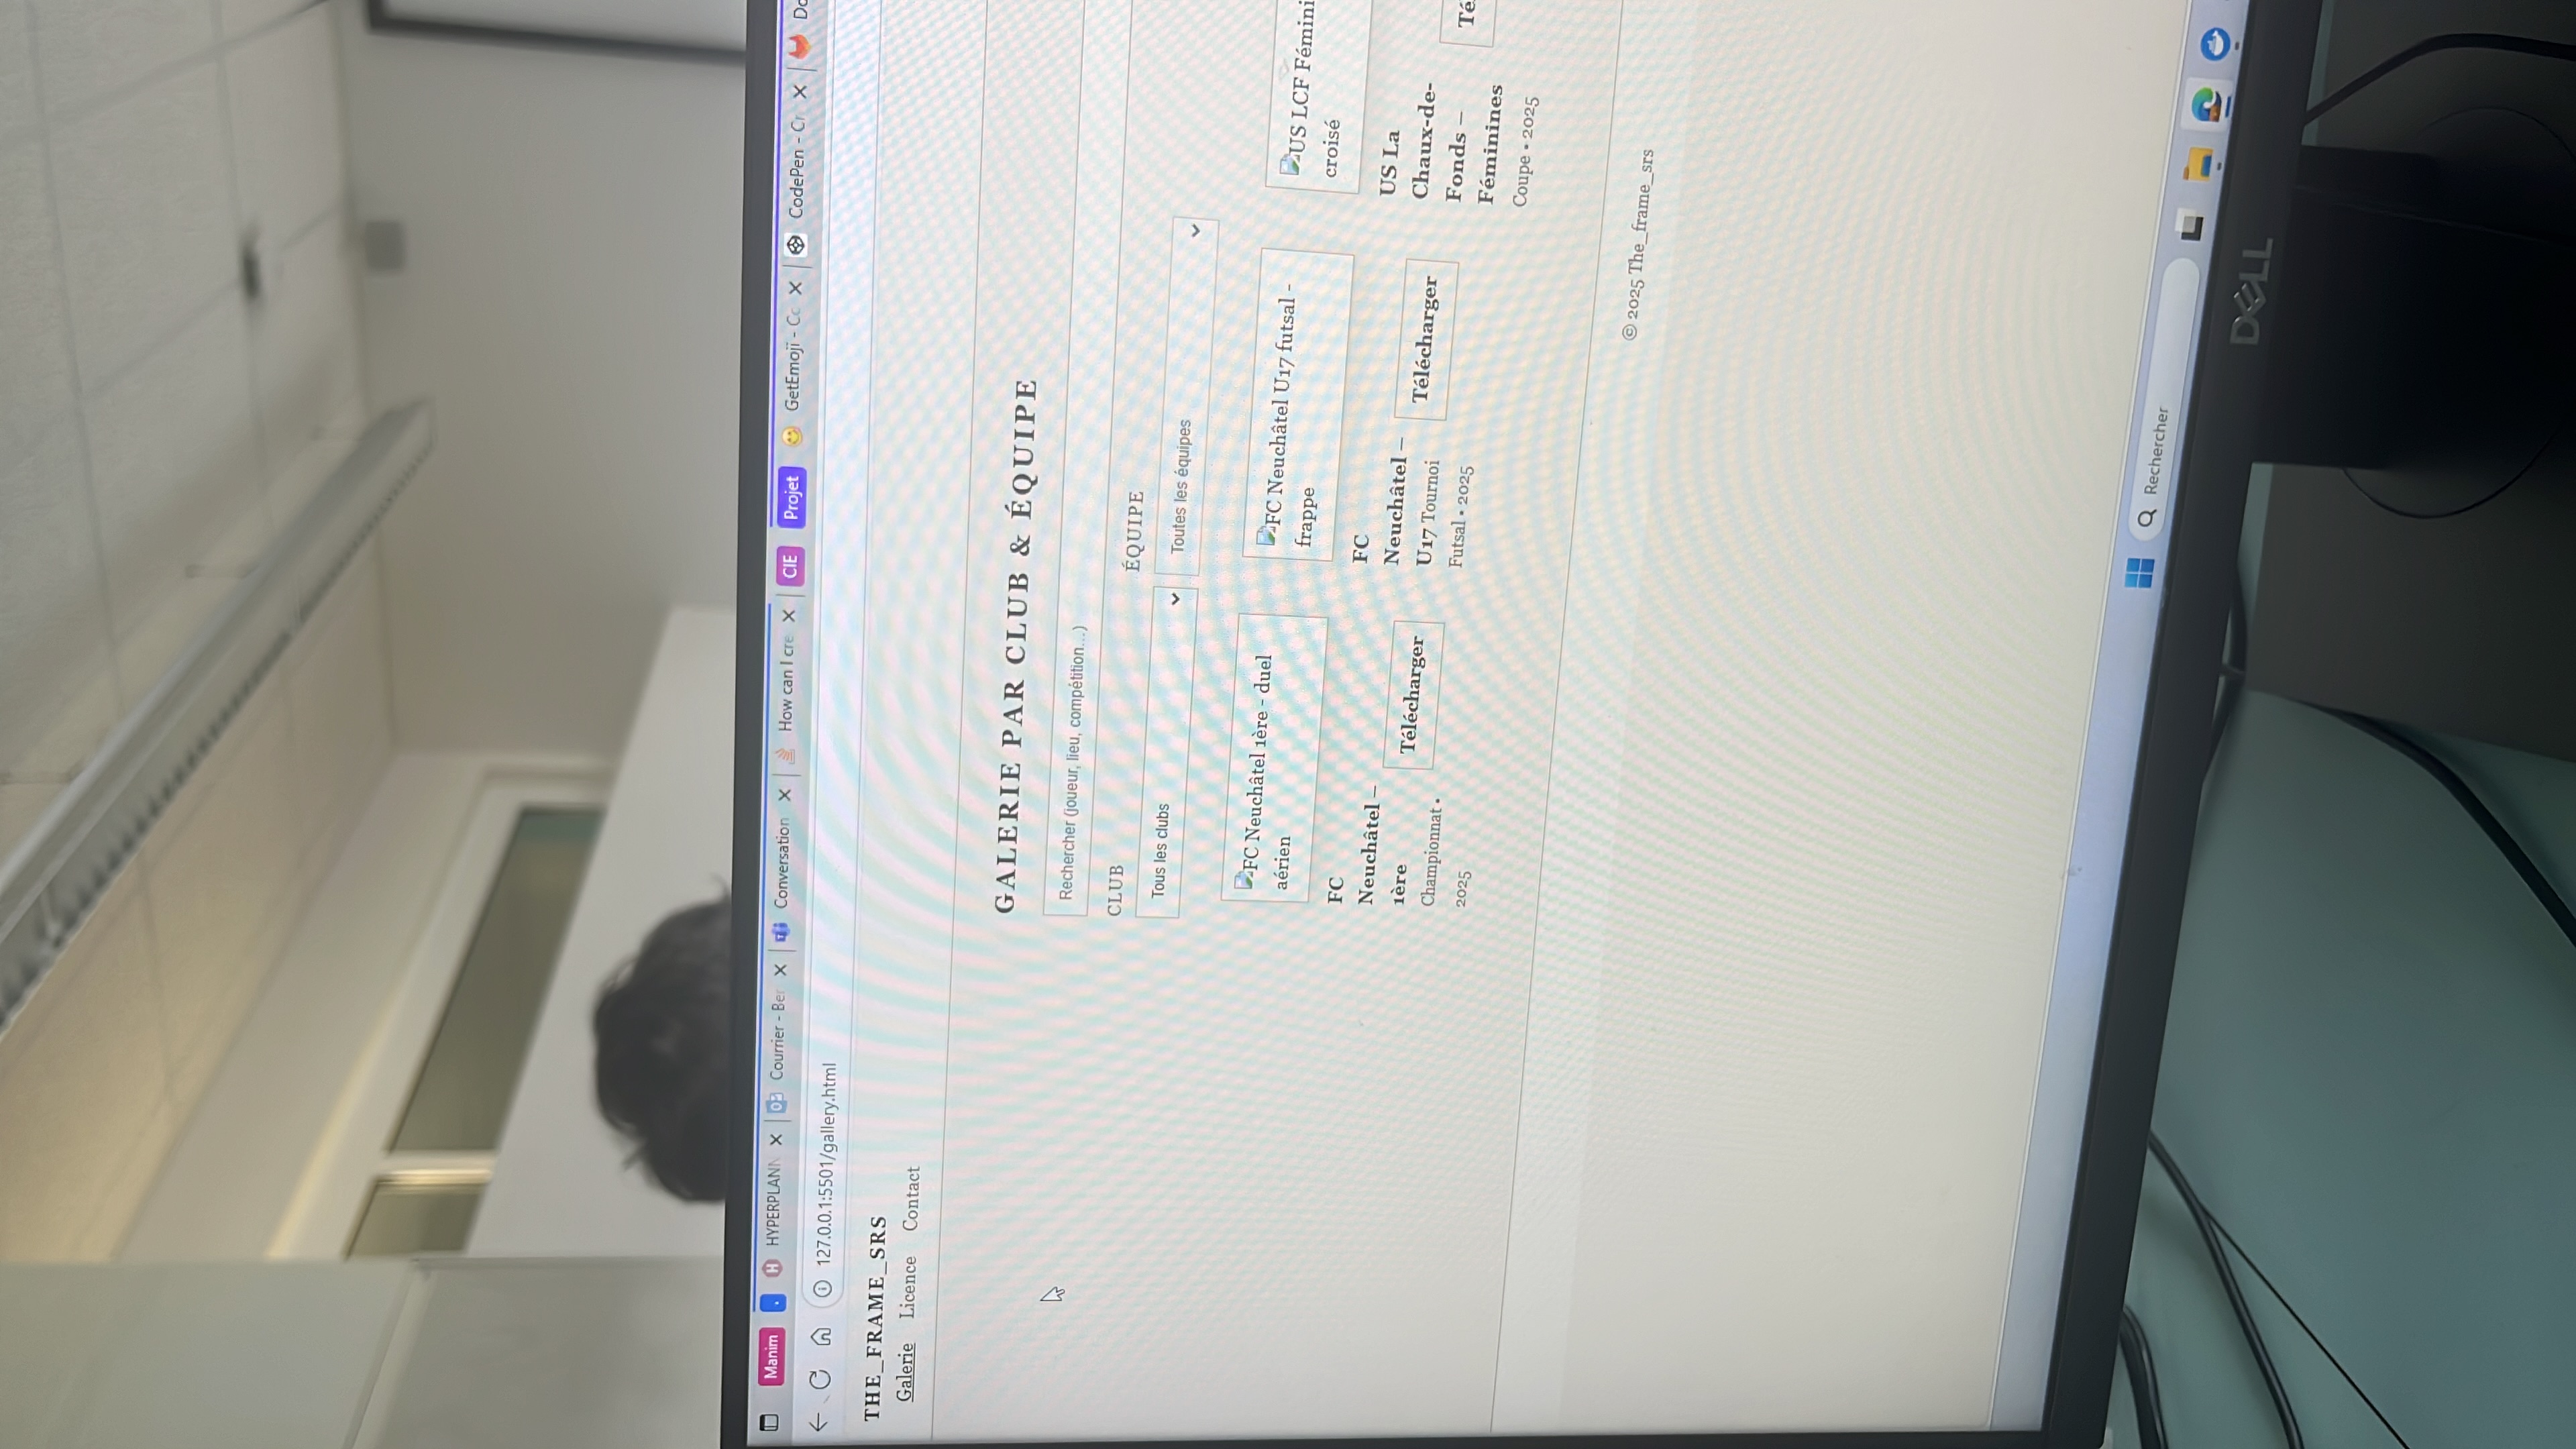 Manim
.
HYPERPLANN
Courrier - Ber
Conversation
How can I cre
CIE
Projet
GetEmoji - Co
CodePen - Cr
Do
127.0.0.1:5501/gallery.html
THE_FRAME_SRS
Galerie Licence Contact
GALERIE PAR CLUB & ÉQUIPE
Rechercher (joueur, lieu, compétition...)
CLUB
ÉQUIPE
Tous les clubs
Toutes les équipes
FC Neuchâtel 1ère - duel
aérien
FC
Neuchâtel –
1ère
Championnat •
2025
Télécharger
FC Neuchâtel U17 futsal -
frappe
FC
Neuchâtel –
U17 Tournoi
Futsal • 2025
Télécharger
US LCF Fémini
croisé
US La
Chaux-de-
Fonds –
Féminines
Coupe • 2025
Té
© 2025 The_frame_srs
Rechercher
DELL